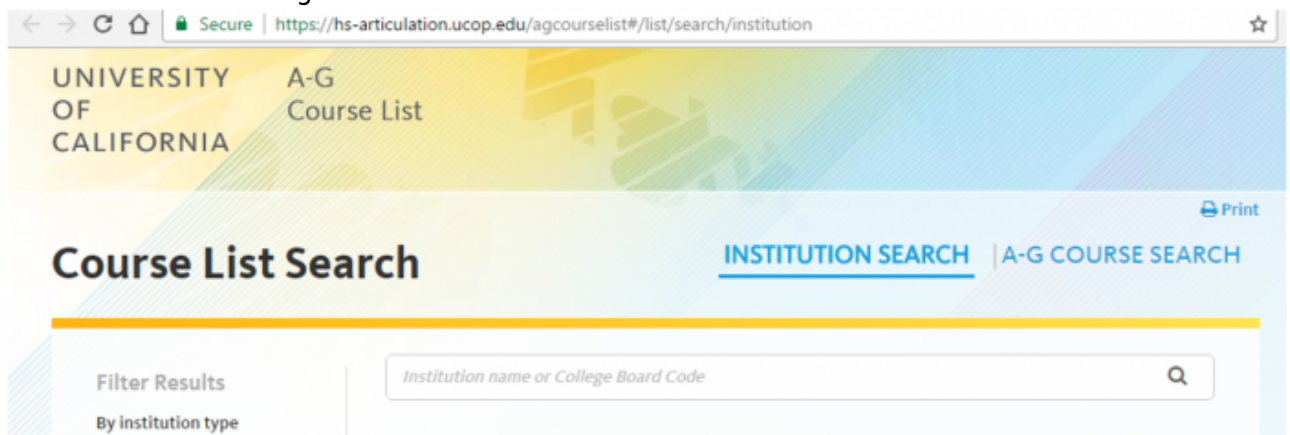 Secure | https://hs-articulation.ucop.edu/agcourselist#/list/search/institution
UNIVERSITY
OF
CALIFORNIA
A-G
Course List
Print
Course List Search
INSTITUTION SEARCH | A-G COURSE SEARCH
Filter Results
Institution name or College Board Code
By institution type